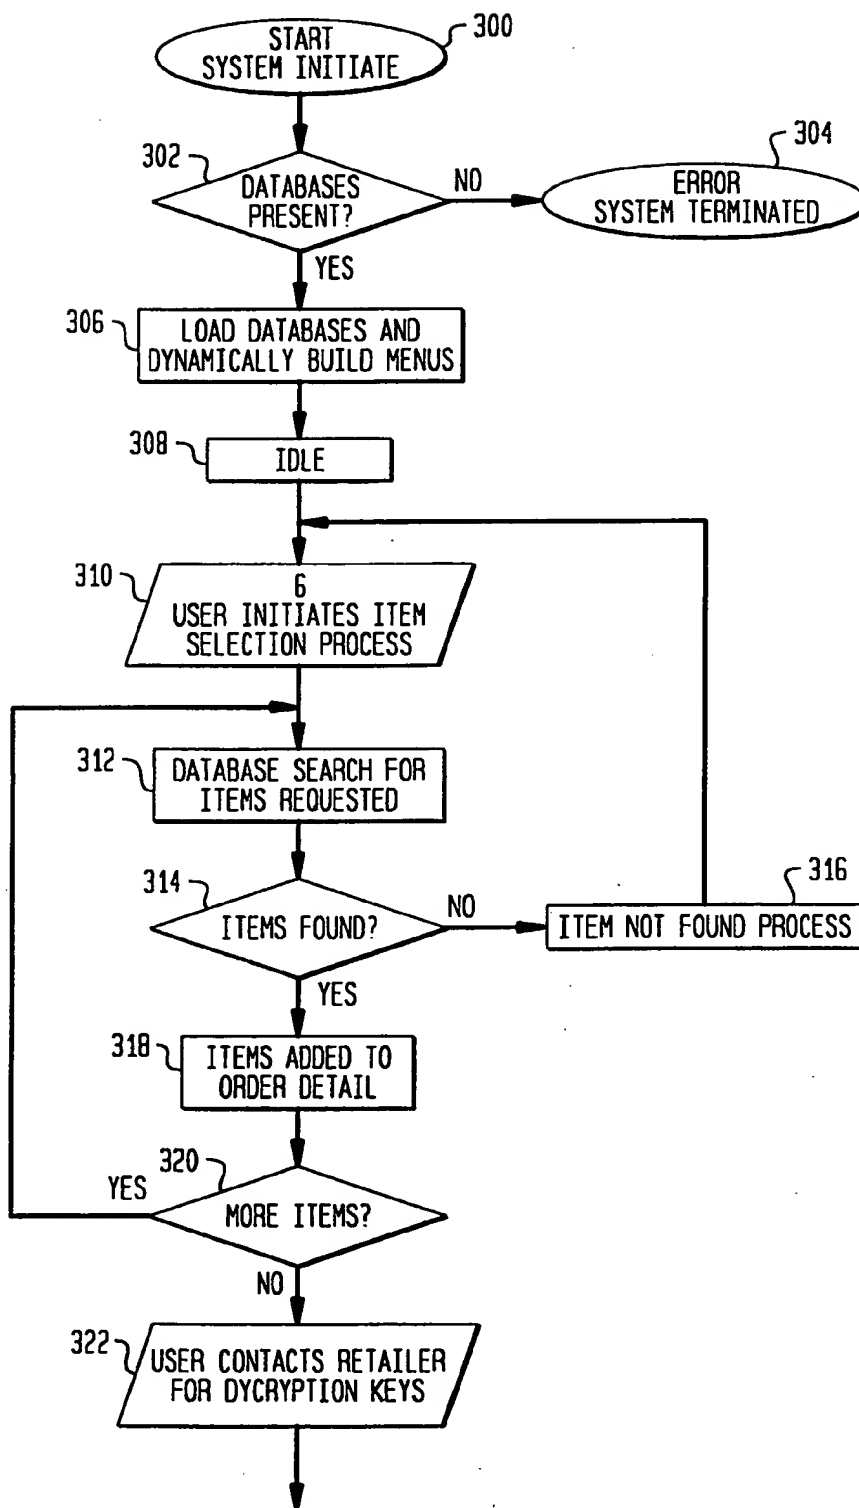 START
SYSTEM INITIATE
300
302
DATABASES
PRESENT?
NO
304
ERROR
SYSTEM TERMINATED
YES
306
LOAD DATABASES AND
DYNAMICALLY BUILD MENUS
308
IDLE
310
6
USER INITIATES ITEM
SELECTION PROCESS
312
DATABASE SEARCH FOR
ITEMS REQUESTED
314
ITEMS FOUND?
NO
316
ITEM NOT FOUND PROCESS
YES
318
ITEMS ADDED TO
ORDER DETAIL
320
YES
MORE ITEMS?
NO
322
USER CONTACTS RETAILER
FOR DYCRYPTION KEYS